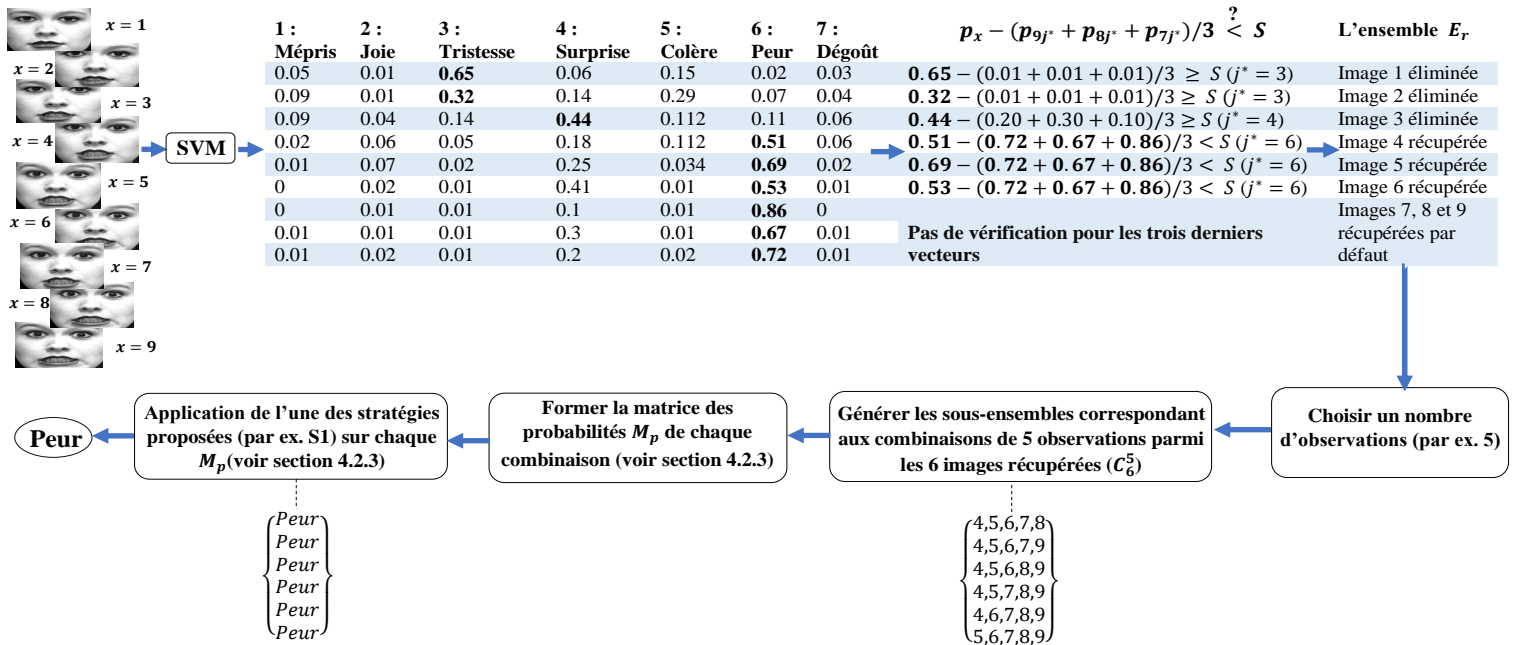 x = 1
x = 2
x = 3
x = 4
x = 5
x = 6
x = 7
x = 8
x = 9
SVM
1 : 2 : 3 : 4 : 5 : 6 : 7 :
Mépris Joie Tristesse Surprise Colère Peur Dégoût
0.05 0.01 0.65 0.06 0.15 0.02 0.03
0.09 0.01 0.32 0.14 0.29 0.07 0.04
0.09 0.04 0.14 0.44 0.112 0.11 0.06
0.02 0.06 0.05 0.18 0.112 0.51 0.06
0.01 0.07 0.02 0.25 0.034 0.69 0.02
0 0.02 0.01 0.41 0.01 0.53 0.01
0 0.01 0.01 0.1 0.01 0.86 0
0.01 0.01 0.01 0.3 0.01 0.67 0.01
0.01 0.02 0.01 0.2 0.02 0.72 0.01
?
pₓ − (p₉ⱼ* + p₈ⱼ* + p₇ⱼ*)/3 < S
0.65 − (0.01 + 0.01 + 0.01)/3 ≥ S (j* = 3)
0.32 − (0.01 + 0.01 + 0.01)/3 ≥ S (j* = 3)
0.44 − (0.20 + 0.30 + 0.10)/3 ≥ S (j* = 4)
0.51 − (0.72 + 0.67 + 0.86)/3 < S (j* = 6)
0.69 − (0.72 + 0.67 + 0.86)/3 < S (j* = 6)
0.53 − (0.72 + 0.67 + 0.86)/3 < S (j* = 6)
Pas de vérification pour les trois derniers
vecteurs
L'ensemble Eᵣ
Image 1 éliminée
Image 2 éliminée
Image 3 éliminée
Image 4 récupérée
Image 5 récupérée
Image 6 récupérée
Images 7, 8 et 9
récupérées par
défaut
Choisir un nombre
d'observations (par ex. 5)
Générer les sous-ensembles correspondant
aux combinaisons de 5 observations parmi
les 6 images récupérées (C₆⁵)
4,5,6,7,8
4,5,6,7,9
4,5,6,8,9
4,5,7,8,9
4,6,7,8,9
5,6,7,8,9
Former la matrice des
probabilités Mₚ de chaque
combinaison (voir section 4.2.3)
Application de l'une des stratégies
proposées (par ex. S1) sur chaque
Mₚ(voir section 4.2.3)
Peur
Peur
Peur
Peur
Peur
Peur
Peur